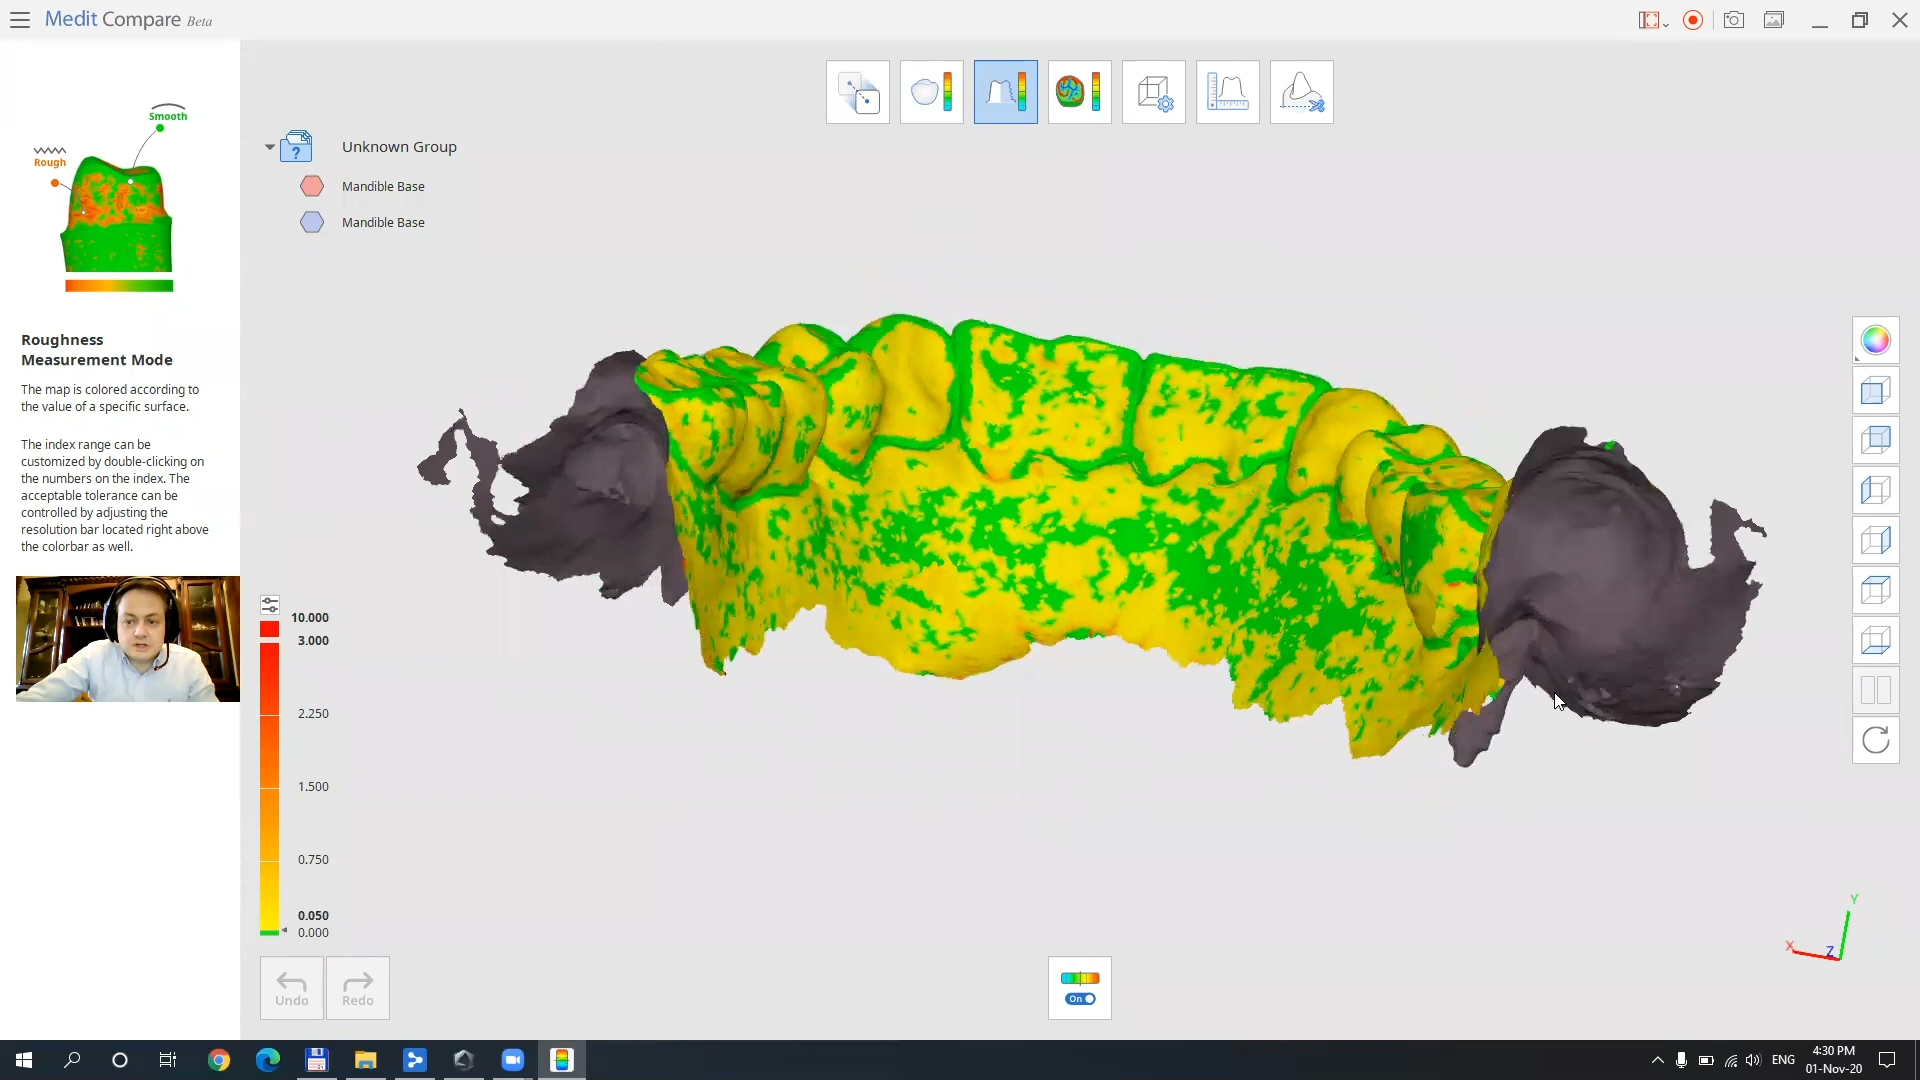 Medit Compare Beta
Smooth
Rough
Roughness
Measurement Mode
The map is colored according to
the value of a specific surface.
The index range can be
customized by double-clicking on
the numbers on the index. The
acceptable tolerance can be
controlled by adjusting the
resolution bar located right above
the colorbar as well.
Unknown Group
?
Mandible Base
Mandible Base
10.000
3.000
2.250
1.500
0.750
0.050
0.000
Undo
Redo
On
Y
X
Z
ENG
4:30 PM
01-Nov-20